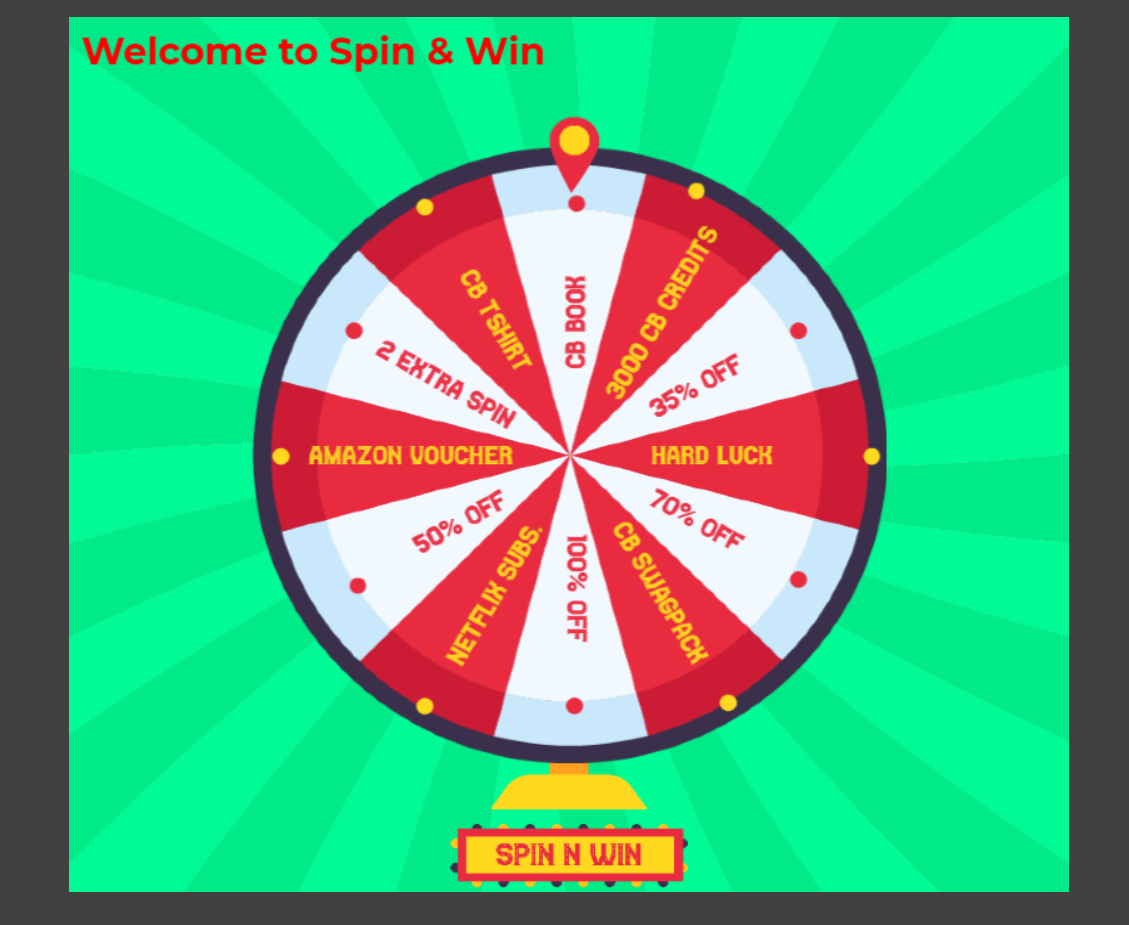 Welcome to Spin & Win
CB BOOK
3000 CB CREDITS
35% OFF
HARD LUCK
70% OFF
CB SWAGPACK
100% OFF
NETFLIX SUBS.
50% OFF
AMAZON VOUCHER
2 EXTRA SPIN
CB TSHIRT
SPIN N WIN